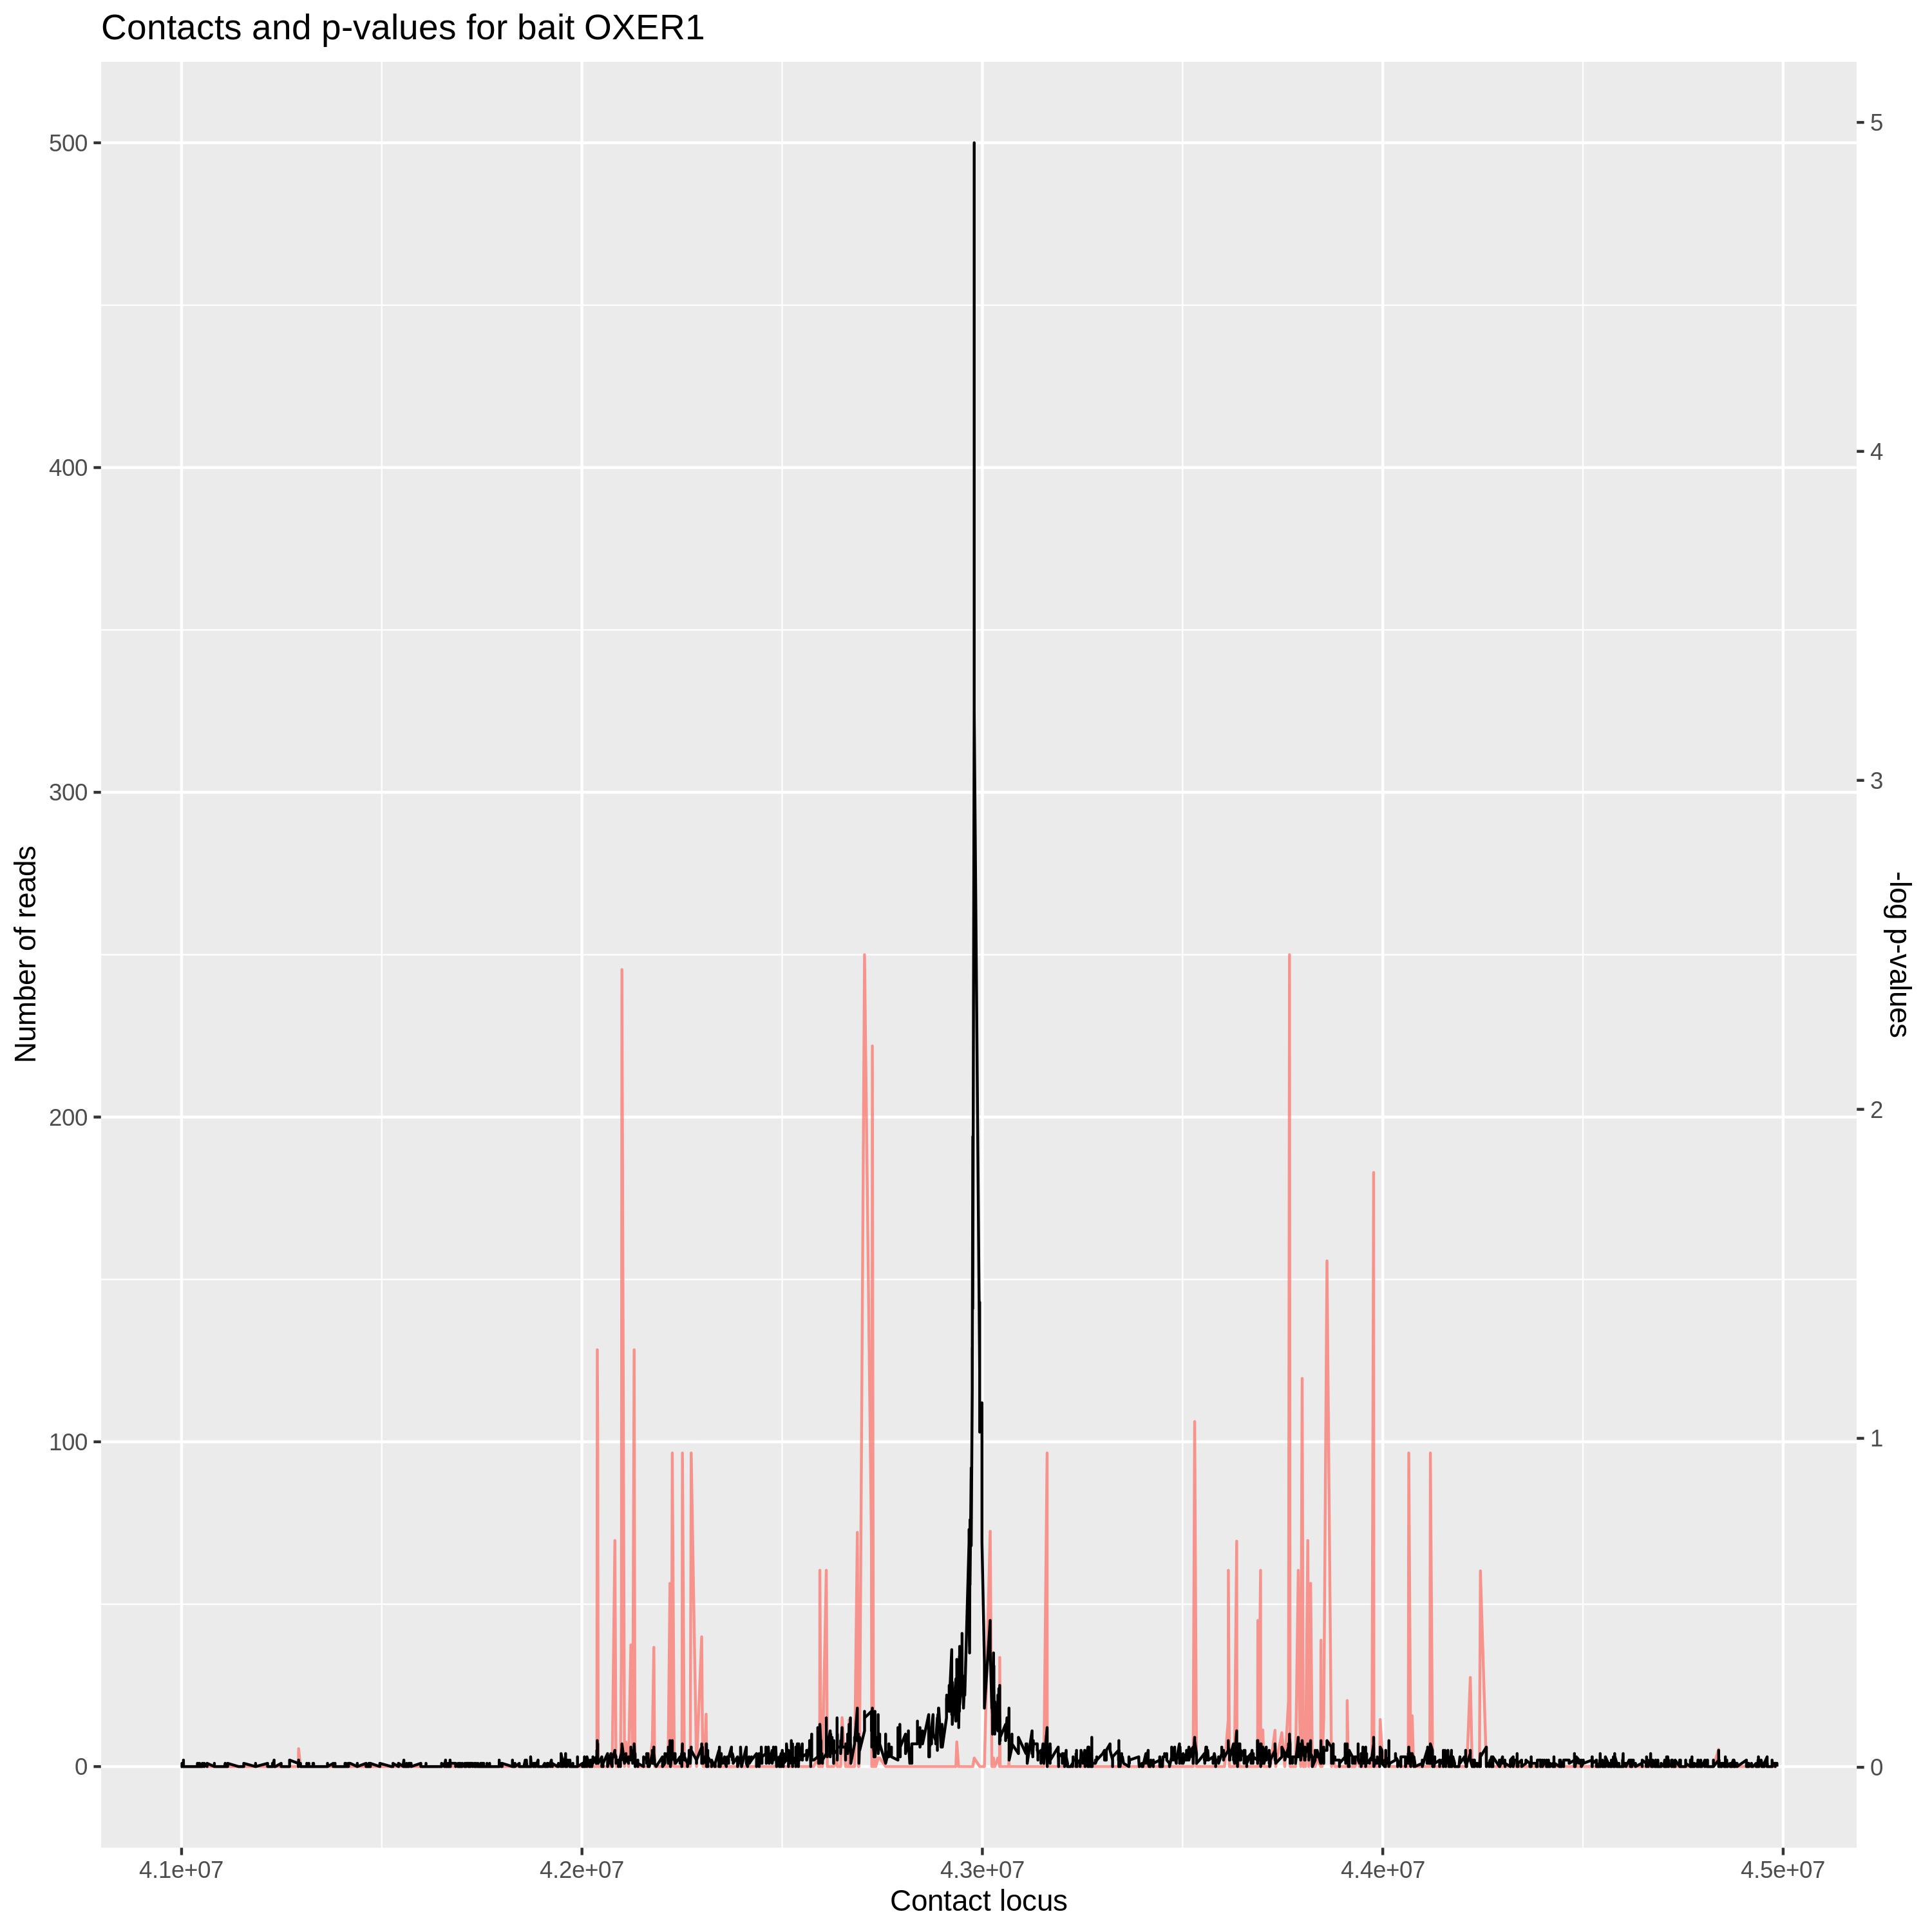 Contacts and p-values for bait OXER1
500
400
300
200
100
0
Number of reads
5
4
3
2
1
0
-log p-values
4.1e+07 4.2e+07 4.3e+07 4.4e+07 4.5e+07
Contact locus